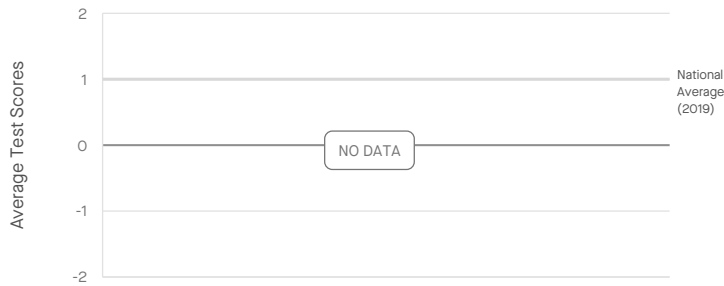 Average Test Scores
2
1
0
-1
-2
NO DATA
National
Average
(2019)